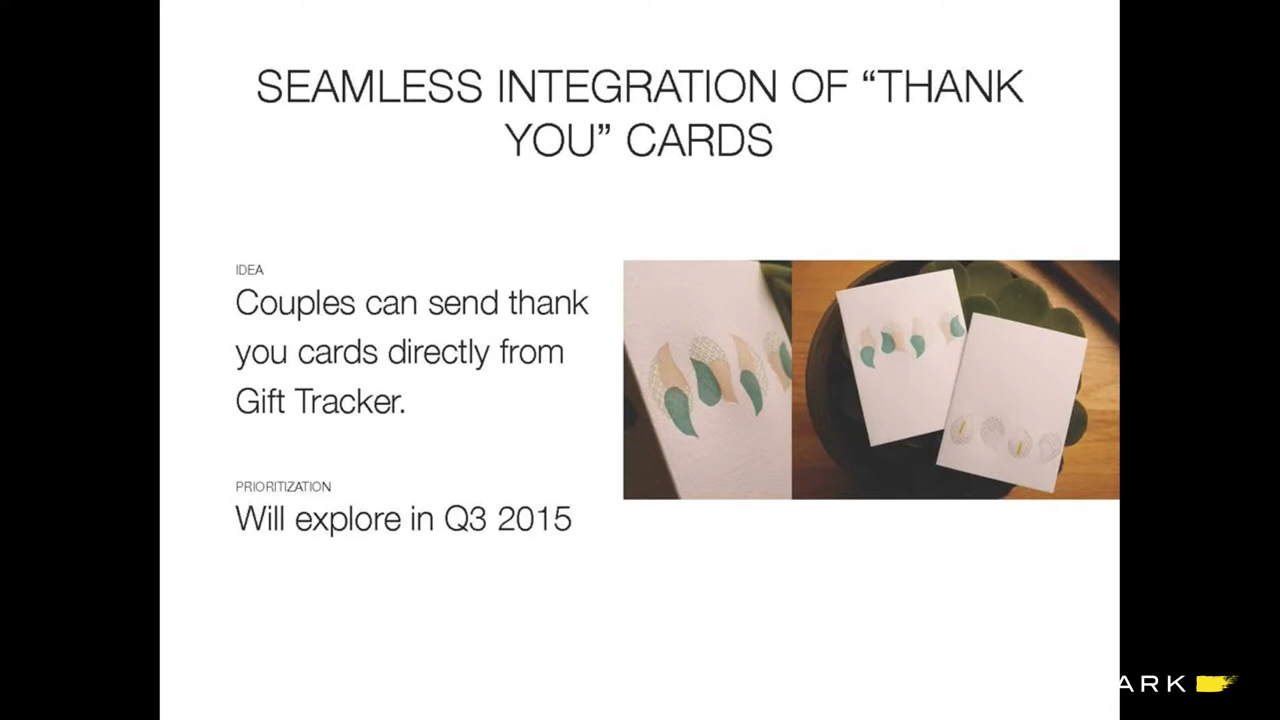 SEAMLESS INTEGRATION OF “THANK
YOU” CARDS
IDEA
Couples can send thank
you cards directly from
Gift Tracker.
PRIORITIZATION
Will explore in Q3 2015
ARK